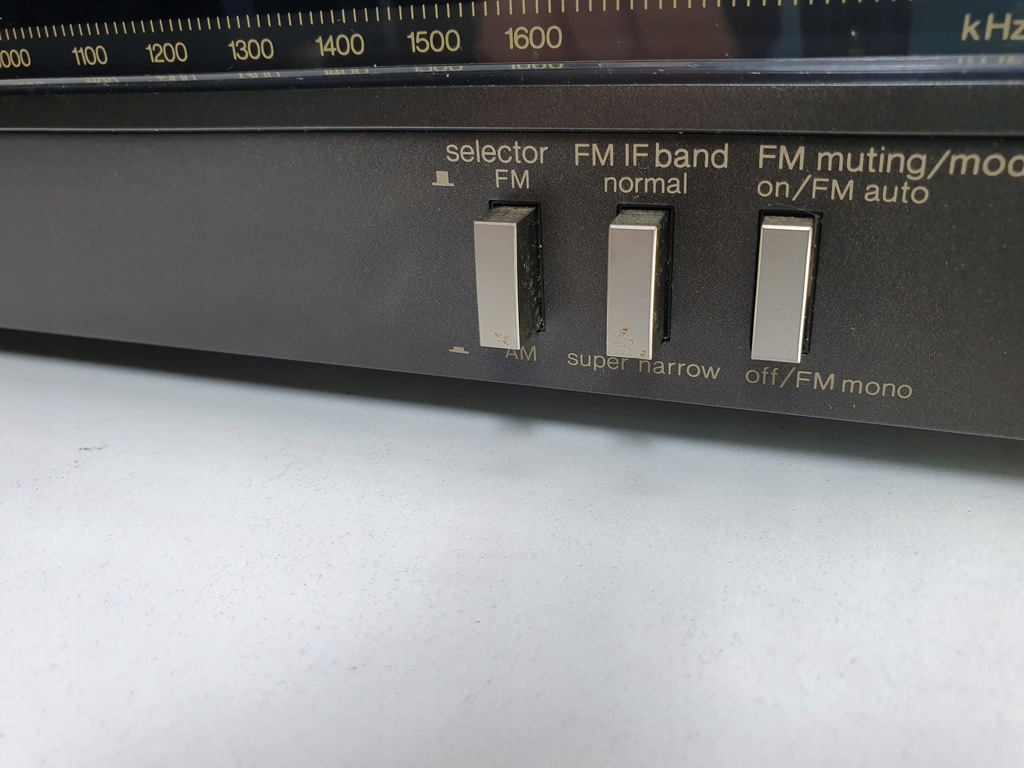 1100 1200 1300 1400 1500 1600 kHz
selector FM IF band FM muting/mod
FM normal on/FM auto
AM super narrow off/FM mono